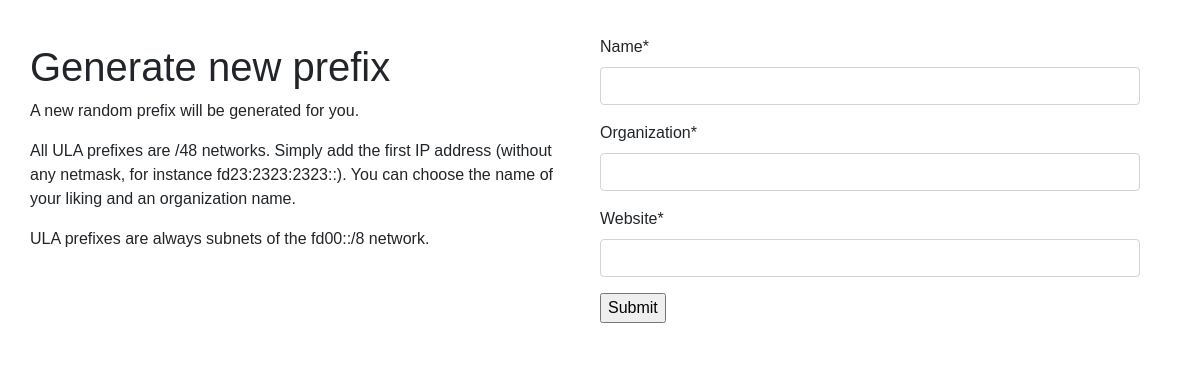 Generate new prefix
A new random prefix will be generated for you.
All ULA prefixes are /48 networks. Simply add the first IP address (without
any netmask, for instance fd23:2323:2323::). You can choose the name of
your liking and an organization name.
ULA prefixes are always subnets of the fd00::/8 network.
Name*
Organization*
Website*
Submit